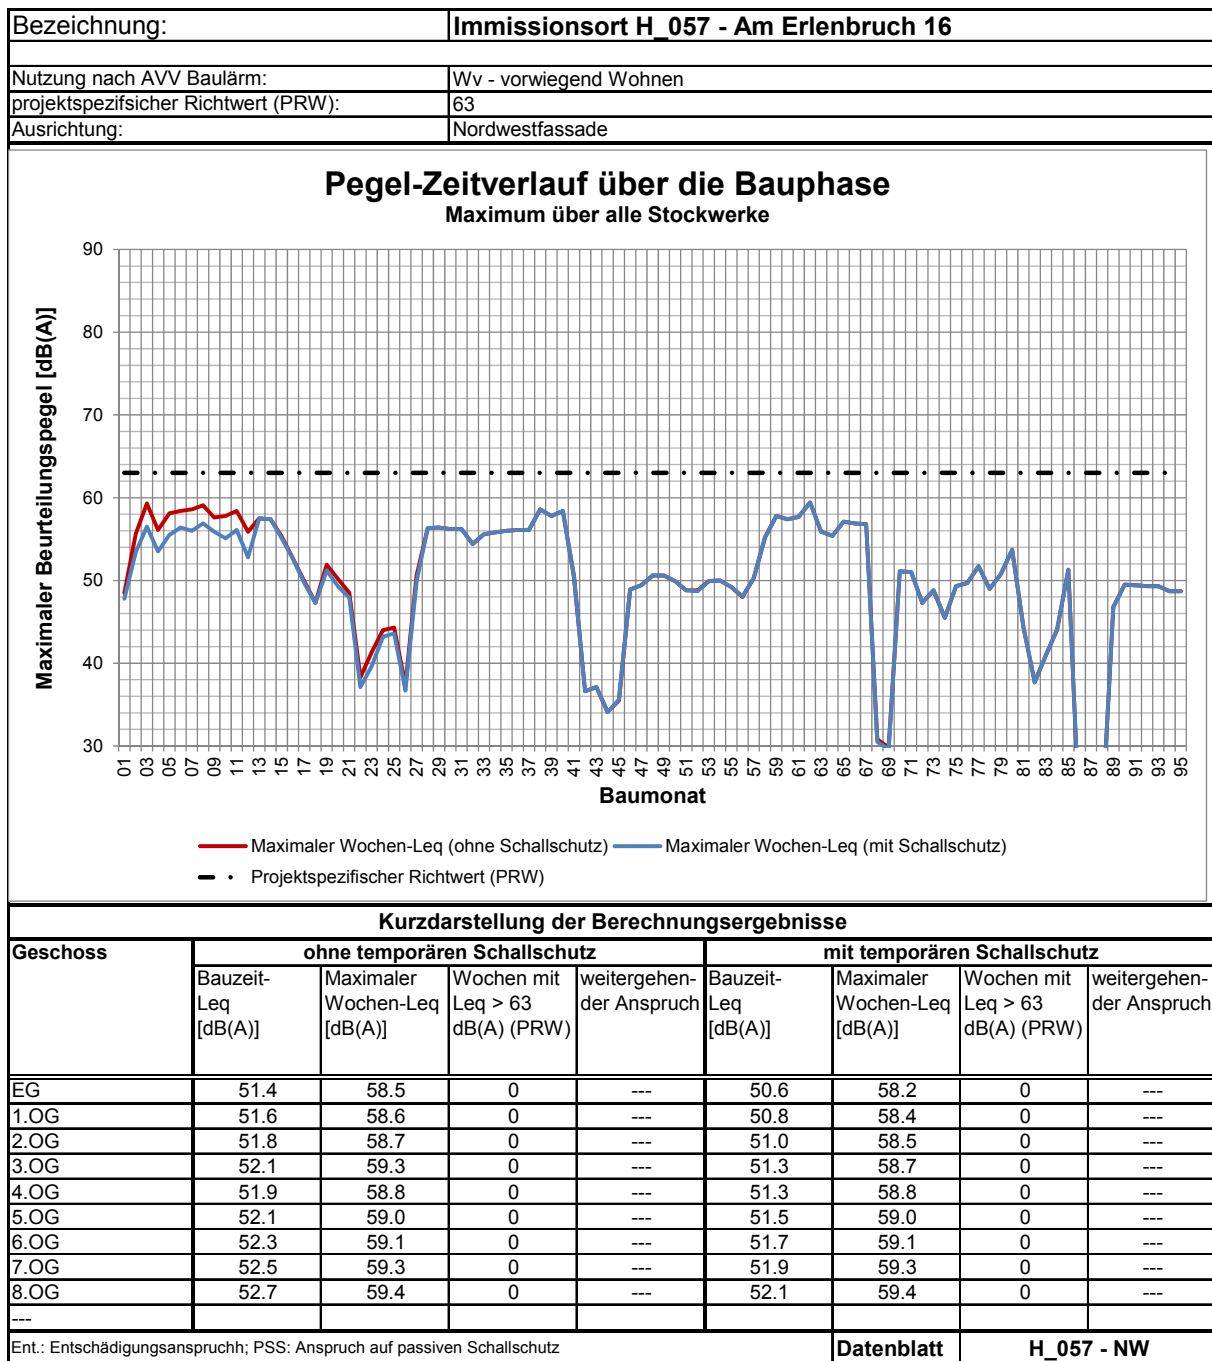 Bezeichnung: Immissionsort H_057 - Am Erlenbruch 16
Nutzung nach AVV Baulärm: Wv - vorwiegend Wohnen
projektspezifsicher Richtwert (PRW): 63
Ausrichtung: Nordwestfassade
Pegel-Zeitverlauf über die Bauphase
Maximum über alle Stockwerke
Maximaler Beurteilungspegel [dB(A)]
90
80
70
60
50
40
30
01 03 05 07 09 11 13 15 17 19 21 23 25 27 29 31 33 35 37 39 41 43 45 47 49 51 53 55 57 59 61 63 65 67 69 71 73 75 77 79 81 83 85 87 89 91 93 95
Baumonat
Maximaler Wochen-Leq (ohne Schallschutz) Maximaler Wochen-Leq (mit Schallschutz)
Projektspezifischer Richtwert (PRW)
Kurzdarstellung der Berechnungsergebnisse
Geschoss ohne temporären Schallschutz mit temporären Schallschutz
Bauzeit- Maximaler Wochen mit weitergehen- Bauzeit- Maximaler Wochen mit weitergehen-
Leq Wochen-Leq Leq > 63 der Anspruch Leq Wochen-Leq Leq > 63 der Anspruch
[dB(A)] [dB(A)] dB(A) (PRW) [dB(A)] [dB(A)] dB(A) (PRW)
EG 51.4 58.5 0 --- 50.6 58.2 0 ---
1.OG 51.6 58.6 0 --- 50.8 58.4 0 ---
2.OG 51.8 58.7 0 --- 51.0 58.5 0 ---
3.OG 52.1 59.3 0 --- 51.3 58.7 0 ---
4.OG 51.9 58.8 0 --- 51.3 58.8 0 ---
5.OG 52.1 59.0 0 --- 51.5 59.0 0 ---
6.OG 52.3 59.1 0 --- 51.7 59.1 0 ---
7.OG 52.5 59.3 0 --- 51.9 59.3 0 ---
8.OG 52.7 59.4 0 --- 52.1 59.4 0 ---
---
Ent.: Entschädigungsanspruchh; PSS: Anspruch auf passiven Schallschutz Datenblatt H_057 - NW